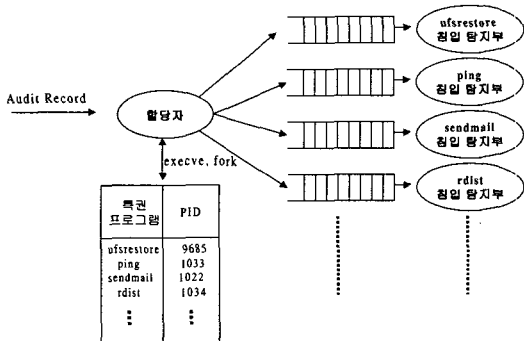 Audit Record
할당자
execve, fork
특권
프로그램
PID
ufsrestore 9685
ping 1033
sendmail 1022
rdist 1034
ufsrestore
침입 탐지부
ping
침입 탐지부
sendmail
침입 탐지부
rdist
침입 탐지부